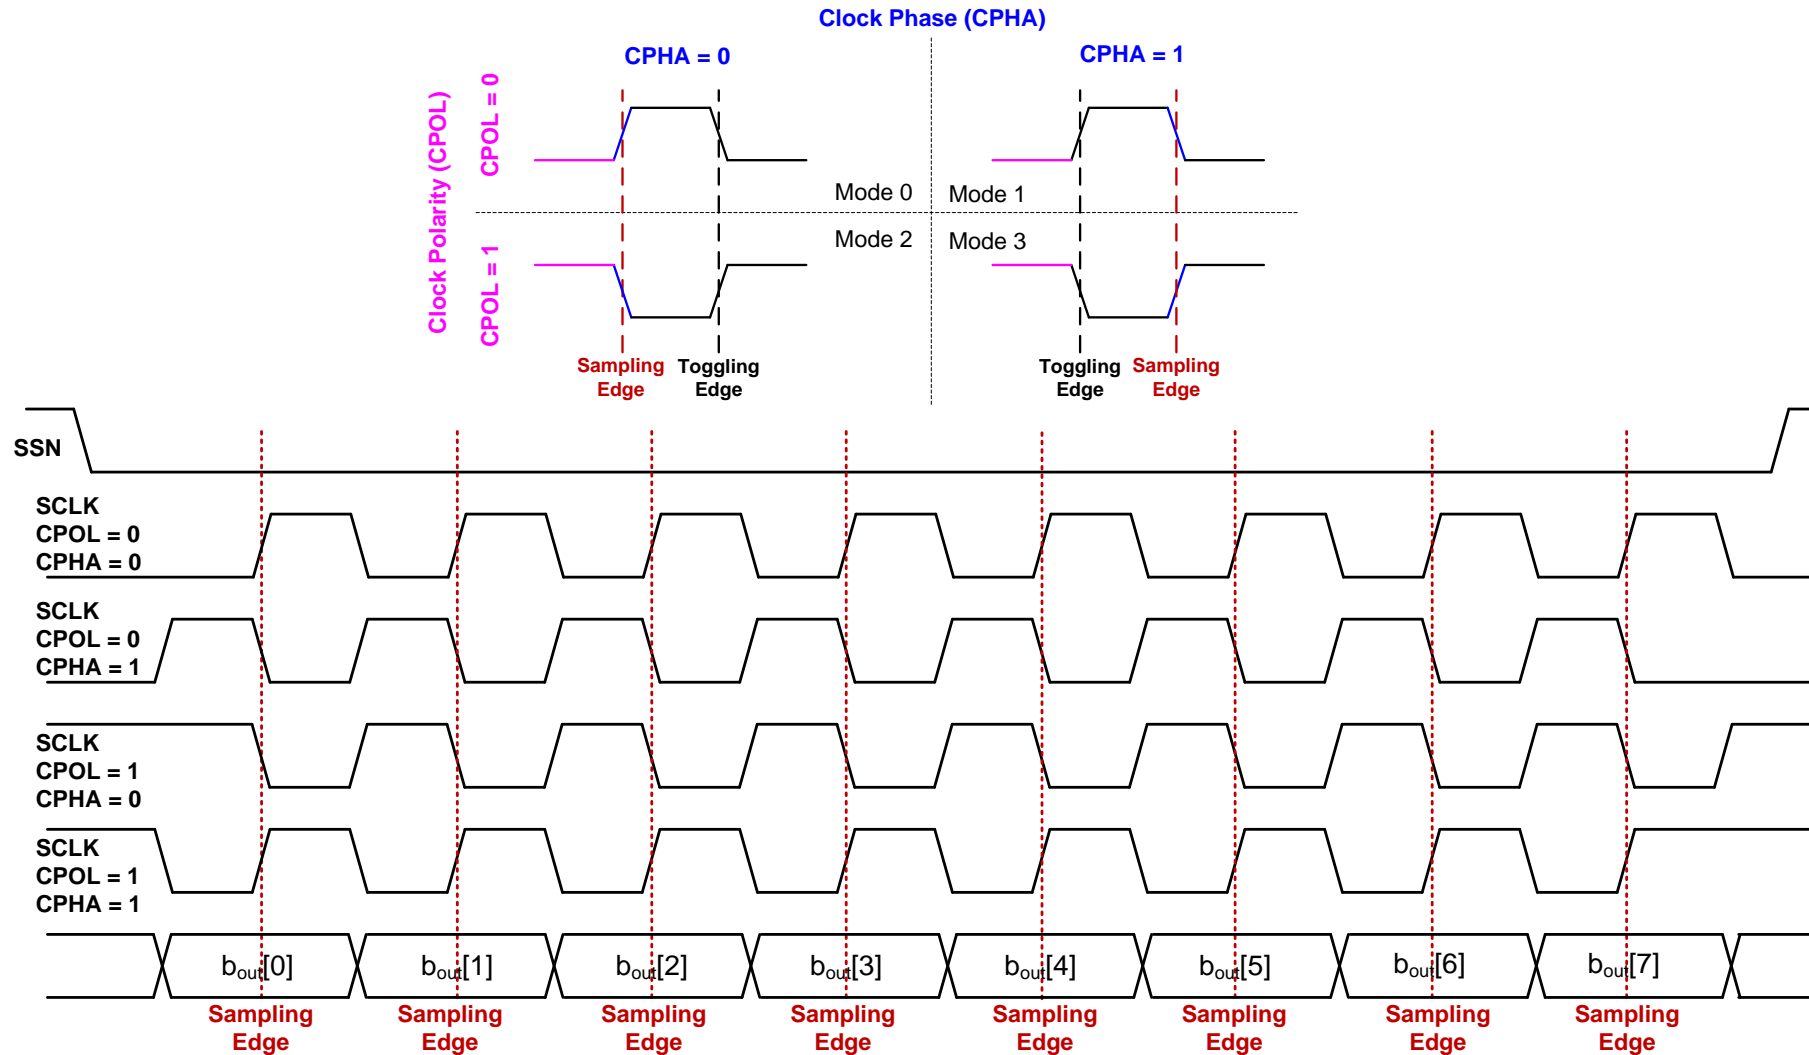 Clock Phase (CPHA)
CPHA = 0
CPHA = 1
Clock Polarity (CPOL)
CPOL = 0
CPOL = 1
Mode 0
Mode 1
Mode 2
Mode 3
Sampling
Edge
Toggling
Edge
Toggling
Edge
Sampling
Edge
SSN
SCLK
CPOL = 0
CPHA = 0
SCLK
CPOL = 0
CPHA = 1
SCLK
CPOL = 1
CPHA = 0
SCLK
CPOL = 1
CPHA = 1
bout[0]
bout[1]
bout[2]
bout[3]
bout[4]
bout[5]
bout[6]
bout[7]
Sampling
Edge
Sampling
Edge
Sampling
Edge
Sampling
Edge
Sampling
Edge
Sampling
Edge
Sampling
Edge
Sampling
Edge